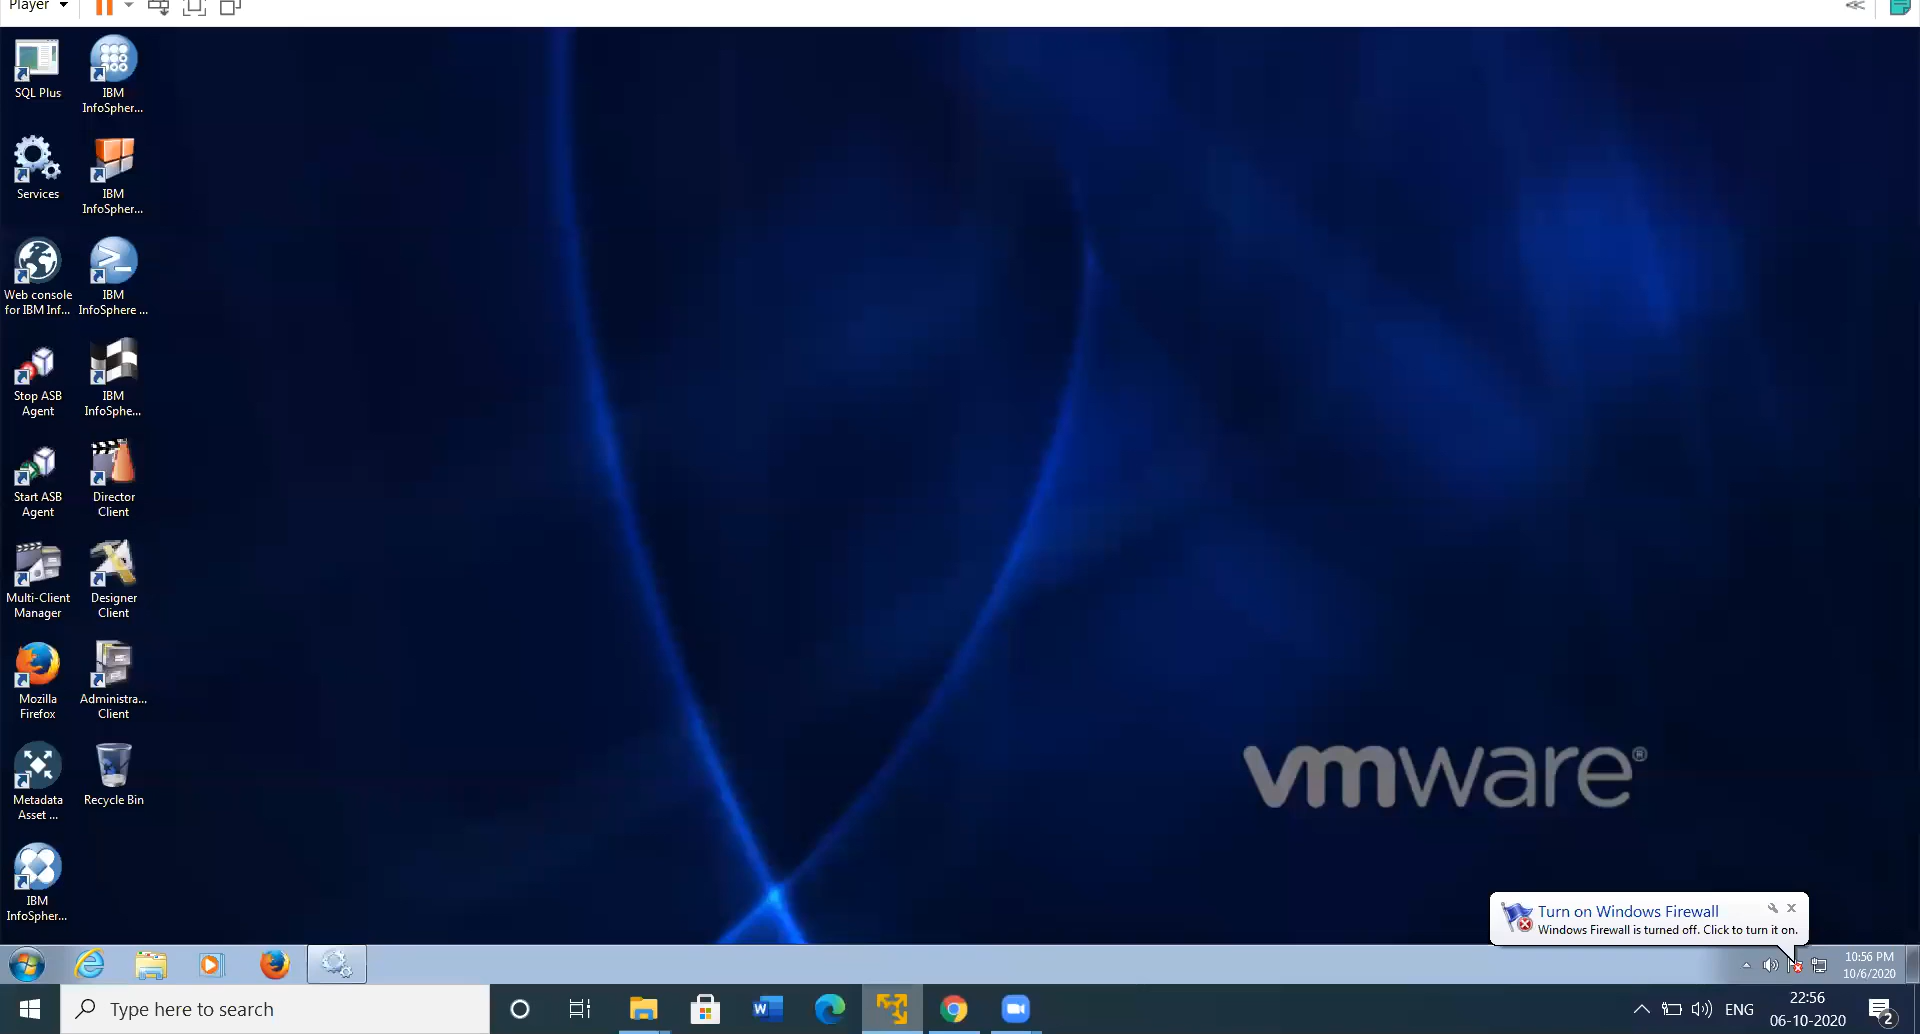 Player
SQL Plus
IBM
InfoSpher...
Services
IBM
InfoSpher...
Web console
for IBM Inf...
IBM
InfoSphere ...
Stop ASB
Agent
IBM
InfoSphe...
Start ASB
Agent
Director
Client
Multi-Client
Manager
Designer
Client
Mozilla
Firefox
Administra...
Client
Metadata
Asset ...
Recycle Bin
IBM
InfoSpher...
vmware®
Turn on Windows Firewall
Windows Firewall is turned off. Click to turn it on.
10:56 PM
10/6/2020
Type here to search
W
ENG
22:56
06-10-2020
2